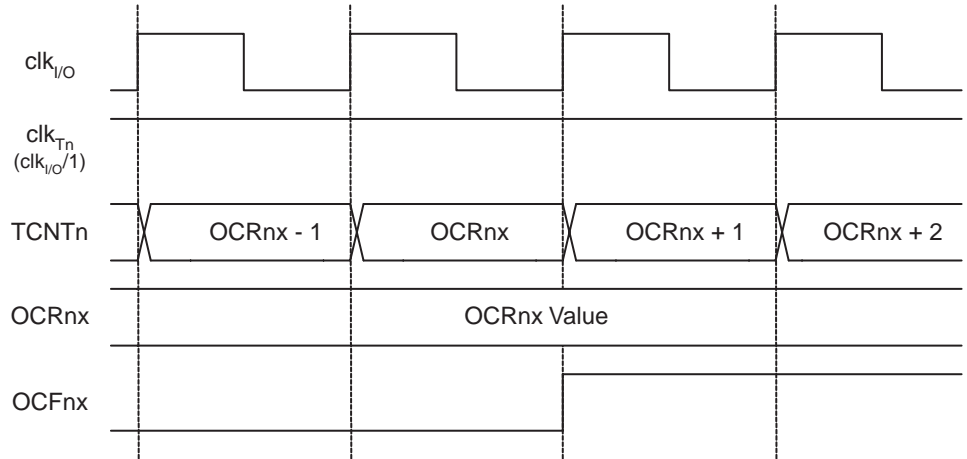 clkI/O
clkTn
(clkI/O/1)
TCNTn OCRnx - 1 OCRnx OCRnx + 1 OCRnx + 2
OCRnx OCRnx Value
OCFnx